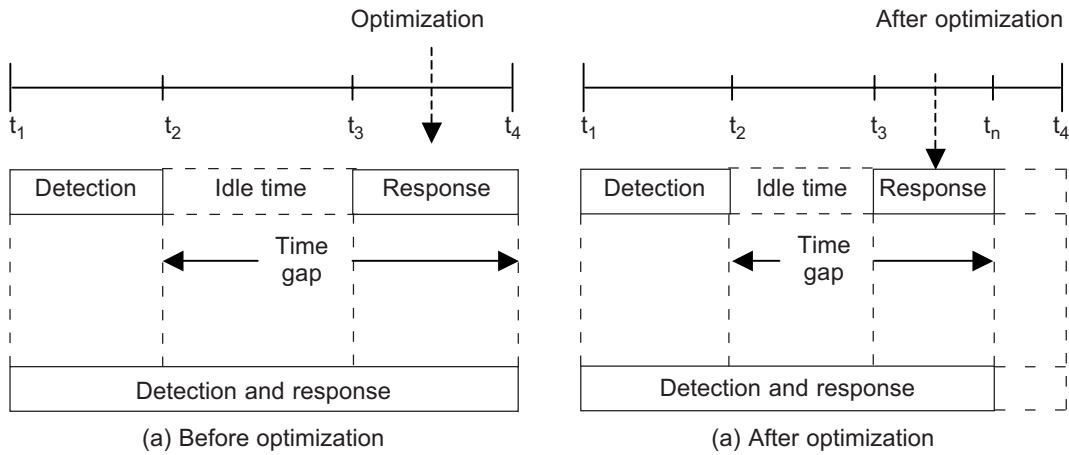 Optimization
t1 t2 t3 t4
Detection Idle time Response
Time
gap
Detection and response
(a) Before optimization
After optimization
t1 t2 t3 tn t4
Detection Idle time Response
Time
gap
Detection and response
(a) After optimization